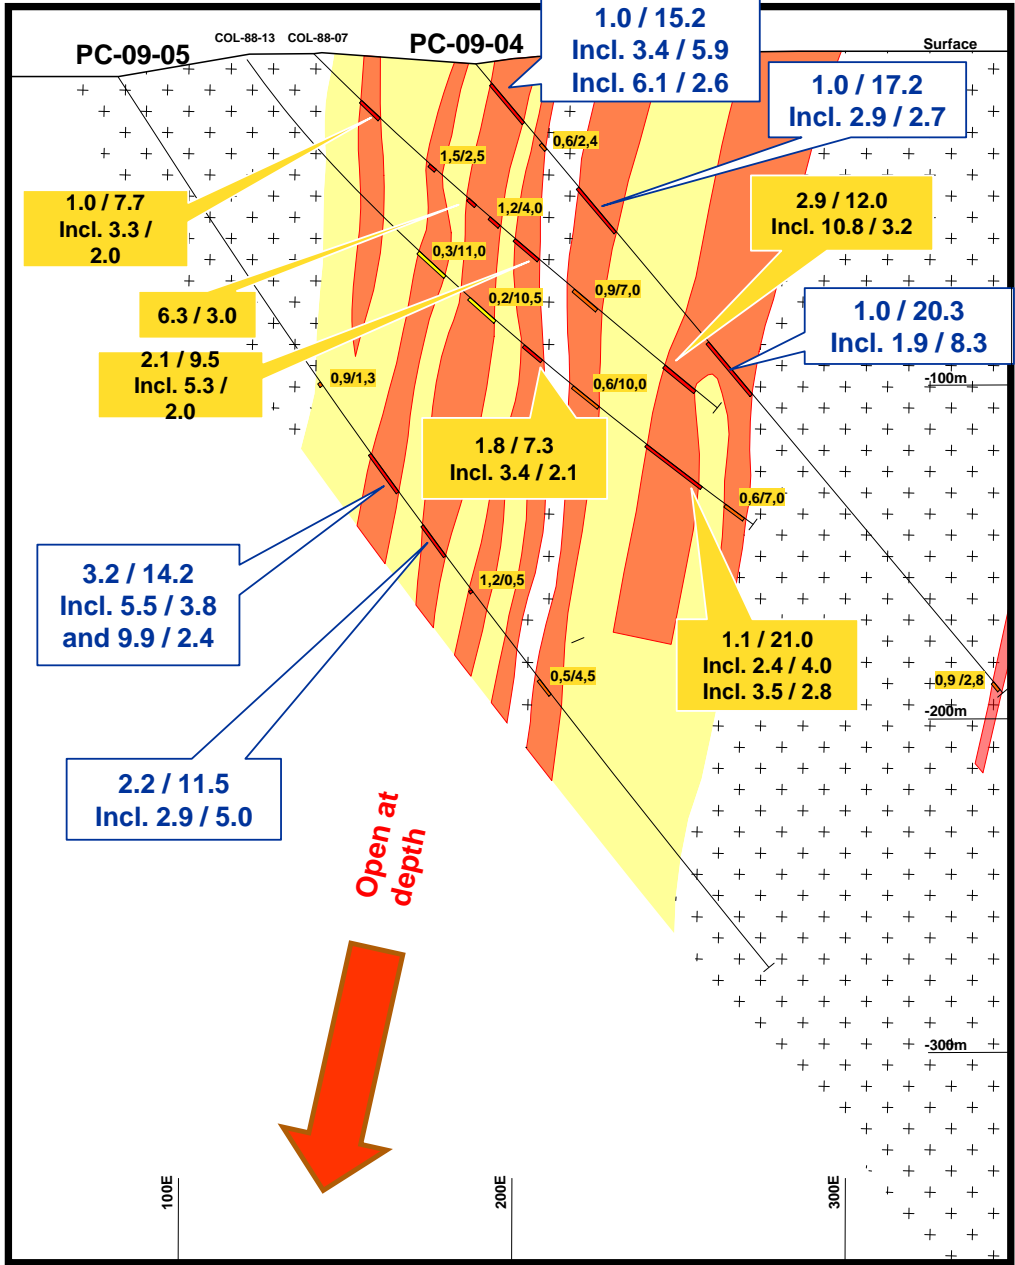 PC-09-05
COL-88-13
COL-88-07
PC-09-04
1.0 / 15.2
Incl. 3.4 / 5.9
Incl. 6.1 / 2.6
Surface
1.0 / 17.2
Incl. 2.9 / 2.7
0,6/2,4
1,5/2,5
1.0 / 7.7
Incl. 3.3 /
2.0
1,2/4,0
2.9 / 12.0
Incl. 10.8 / 3.2
0,3/11,0
0,2/10,5
0,9/7,0
6.3 / 3.0
1.0 / 20.3
Incl. 1.9 / 8.3
2.1 / 9.5
Incl. 5.3 /
2.0
0,9/1,3
0,6/10,0
-100m
1.8 / 7.3
Incl. 3.4 / 2.1
0,6/7,0
3.2 / 14.2
Incl. 5.5 / 3.8
and 9.9 / 2.4
1,2/0,5
1.1 / 21.0
Incl. 2.4 / 4.0
Incl. 3.5 / 2.8
0,5/4,5
0,9 /2,8
-200m
2.2 / 11.5
Incl. 2.9 / 5.0
Open at
depth
-300m
100E
200E
300E